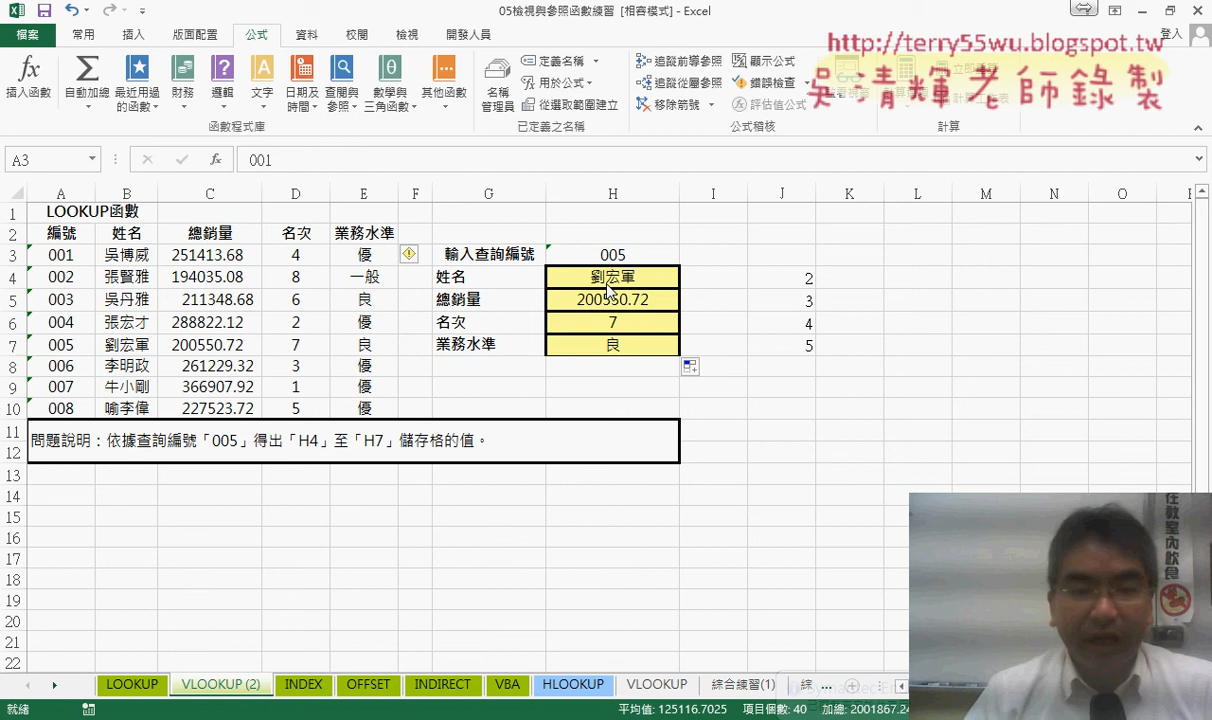 05檢視與參照函數練習 [相容模式] - Excel
檔案 常用 插入 版面配置 公式 資料 校閱 檢視 開發人員 登入
http://terry55wu.blogspot.tw
吳清輝老師錄製
插入函數 自動加總 最近用過的函數 財務 邏輯 文字 日期及時間 查閱與參照 數學與三角函數 其他函數 名稱管理員
定義名稱 用於公式 從選取範圍建立
追蹤前導參照 追蹤從屬參照 移除箭號
顯示公式 錯誤檢查 評估值公式
函數程式庫 已定義之名稱 公式稽核 計算
A3 fx 001
A B C D E F G H I J K L M N O
1 LOOKUP函數
2 編號 姓名 總銷量 名次 業務水準
3 001 吳博威 251413.68 4 優 輸入查詢編號 005
4 002 張賢雅 194035.08 8 一般 姓名 劉宏軍 2
5 003 吳丹雅 211348.68 6 良 總銷量 200550.72 3
6 004 張宏才 288822.12 2 優 名次 7 4
7 005 劉宏軍 200550.72 7 良 業務水準 良 5
8 006 李明政 261229.32 3 優
9 007 牛小剛 366907.92 1 優
10 008 喻李偉 227523.72 5 優
11 問題說明：依據查詢編號「005」得出「H4」至「H7」儲存格的值。
12
13
14
15
16
17
18
19
20
21
22
在教室內飲食
LOOKUP VLOOKUP (2) INDEX OFFSET INDIRECT VBA HLOOKUP VLOOKUP 綜合練習(1) 綜 ...
就緒 平均值: 125116.7025 項目個數: 40 加總: 2001867.24